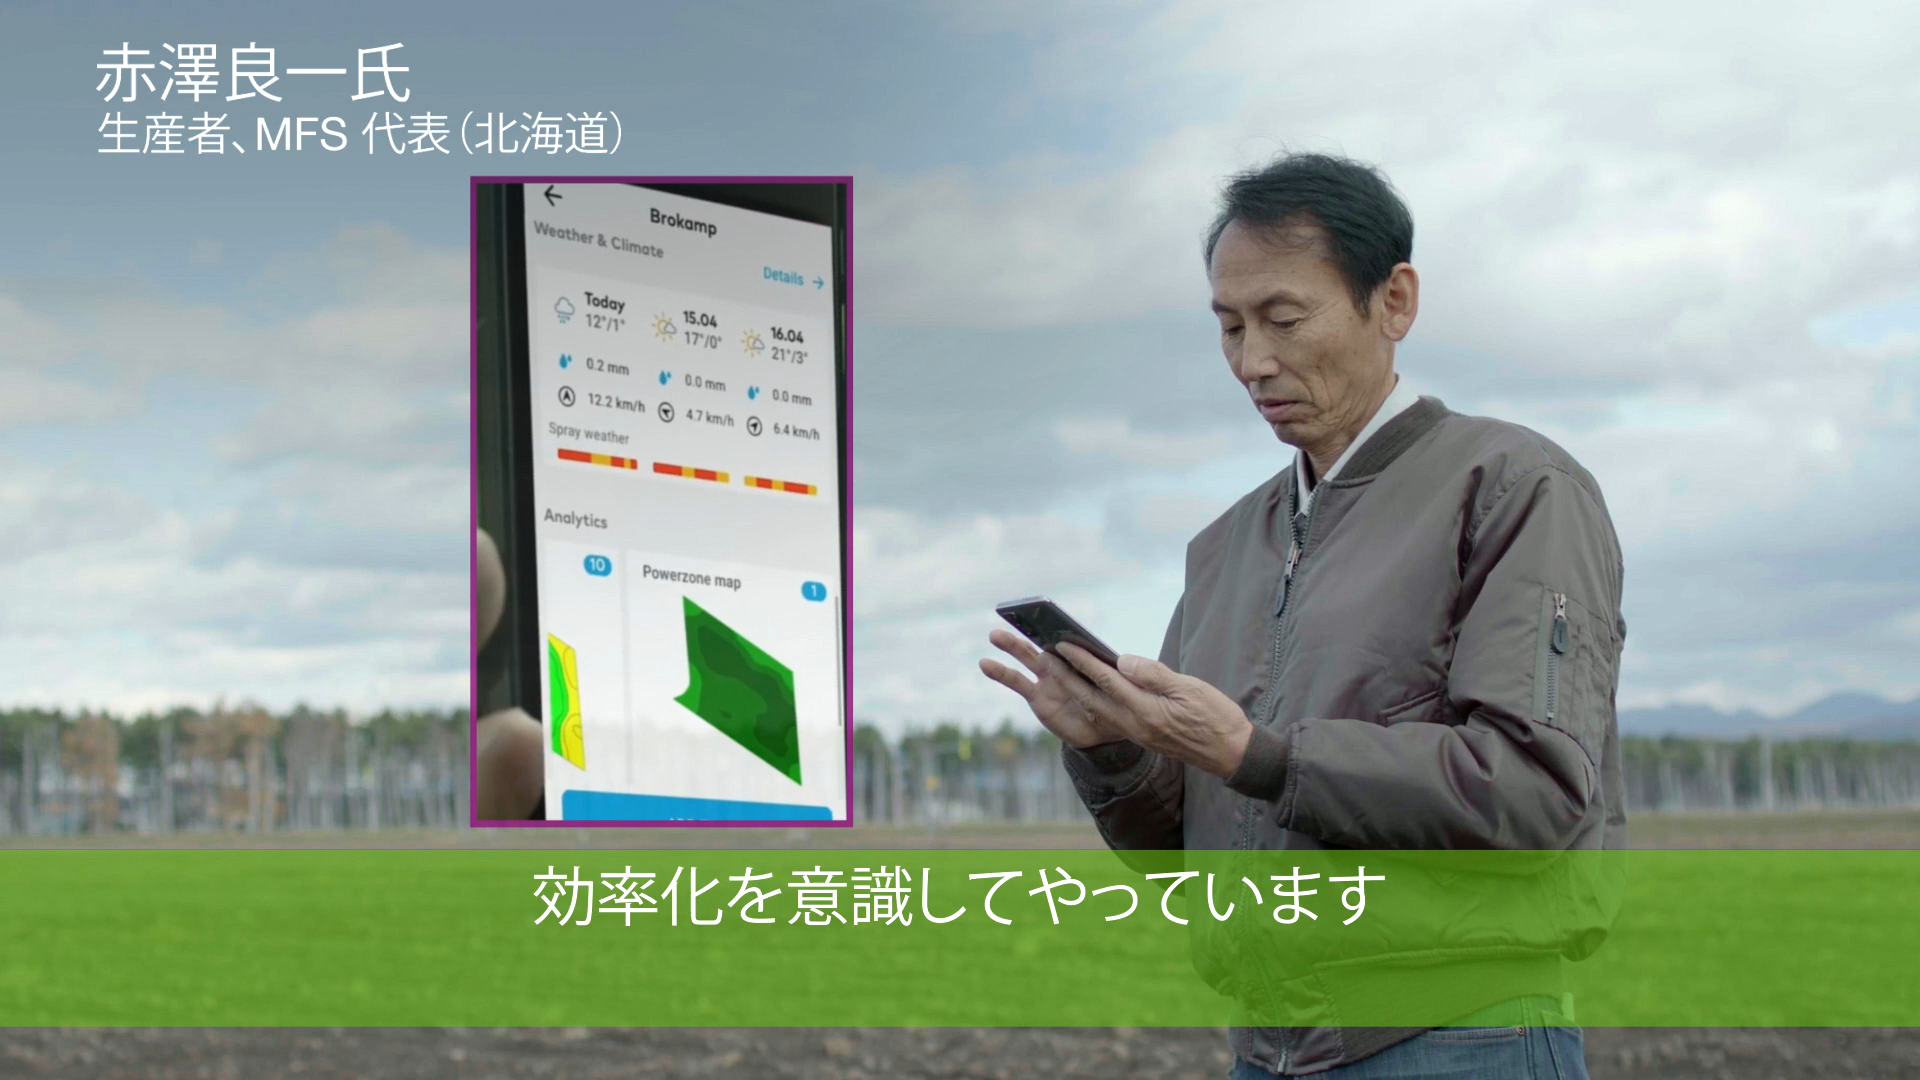 赤澤良一氏
生産者、MFS 代表（北海道）
Brokamp
Weather & Climate
Details →
Today
12°/1°
15.04
17°/0°
16.04
21°/3°
0.2 mm
0.0 mm
0.0 mm
12.2 km/h
4.7 km/h
6.4 km/h
Spray weather
Analytics
10
Powerzone map
1
効率化を意識してやっています